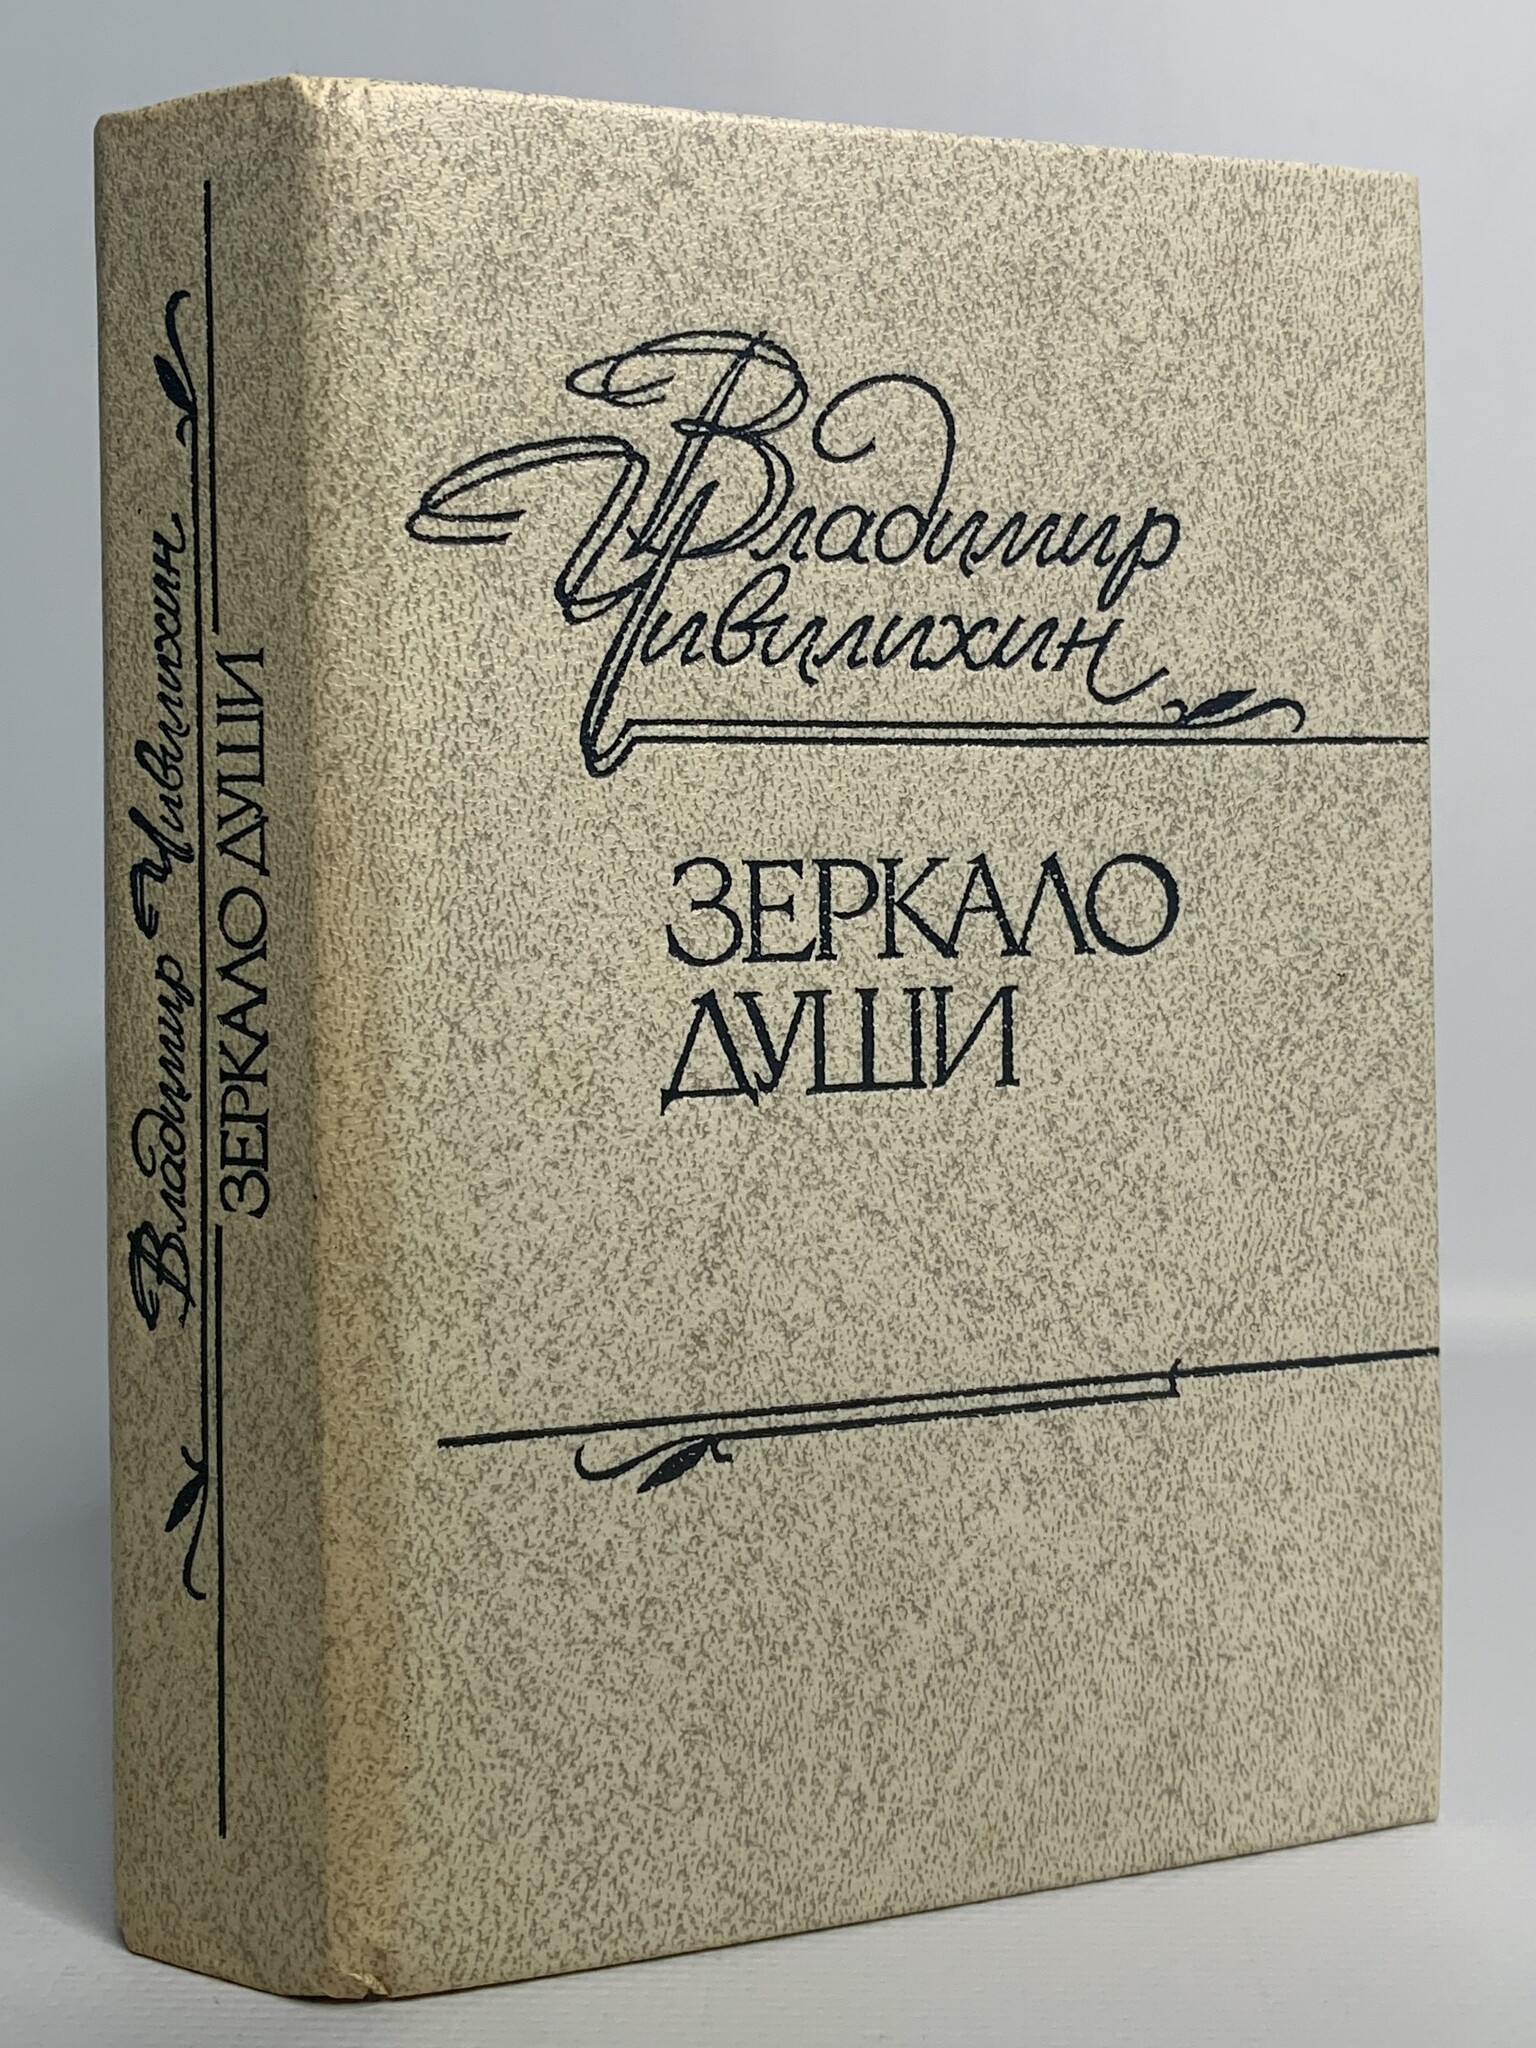 Владимир Чивилихин
ЗЕРКАЛО ДУШИ
Владимир
Чивилихин
ЗЕРКАЛО
ДУШИ